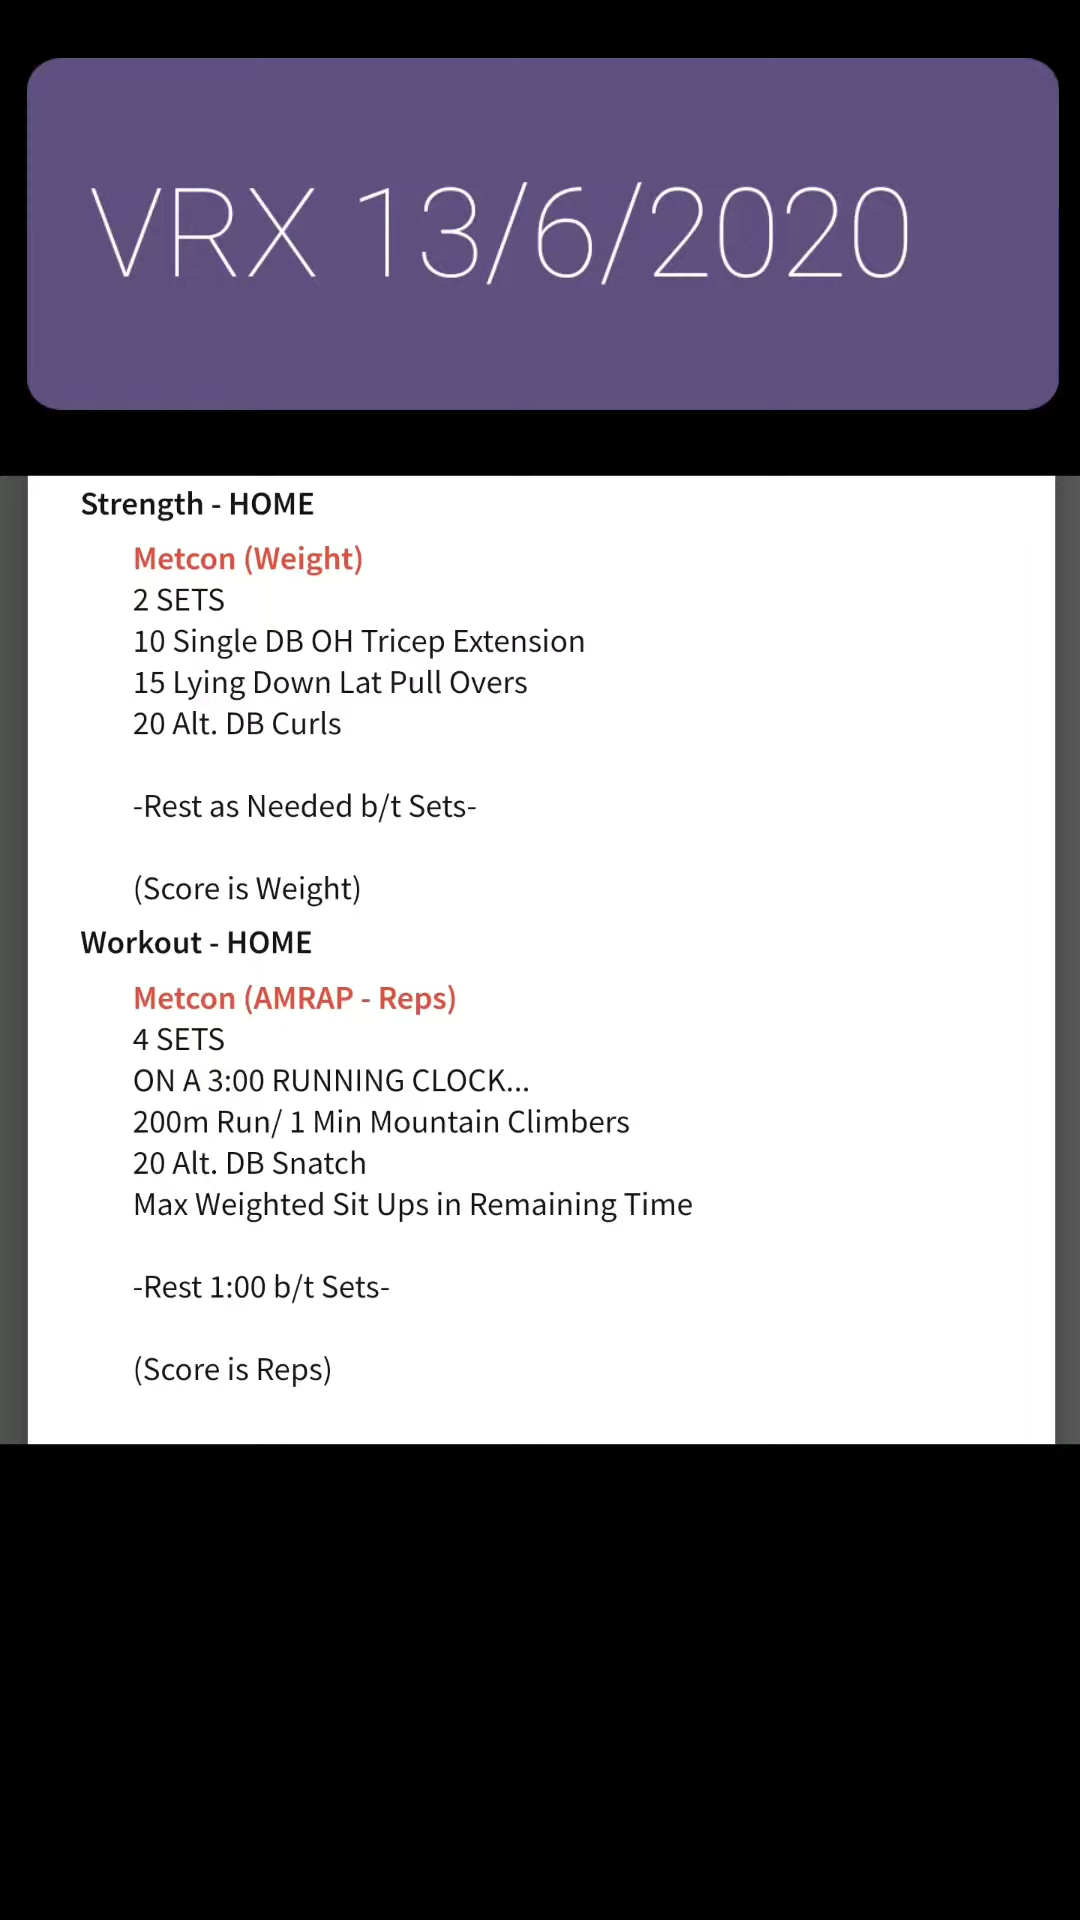 VRX 13/6/2020
Strength - HOME
Metcon (Weight)
2 SETS
10 Single DB OH Tricep Extension
15 Lying Down Lat Pull Overs
20 Alt. DB Curls
-Rest as Needed b/t Sets-
(Score is Weight)
Workout - HOME
Metcon (AMRAP - Reps)
4 SETS
ON A 3:00 RUNNING CLOCK...
200m Run/ 1 Min Mountain Climbers
20 Alt. DB Snatch
Max Weighted Sit Ups in Remaining Time
-Rest 1:00 b/t Sets-
(Score is Reps)